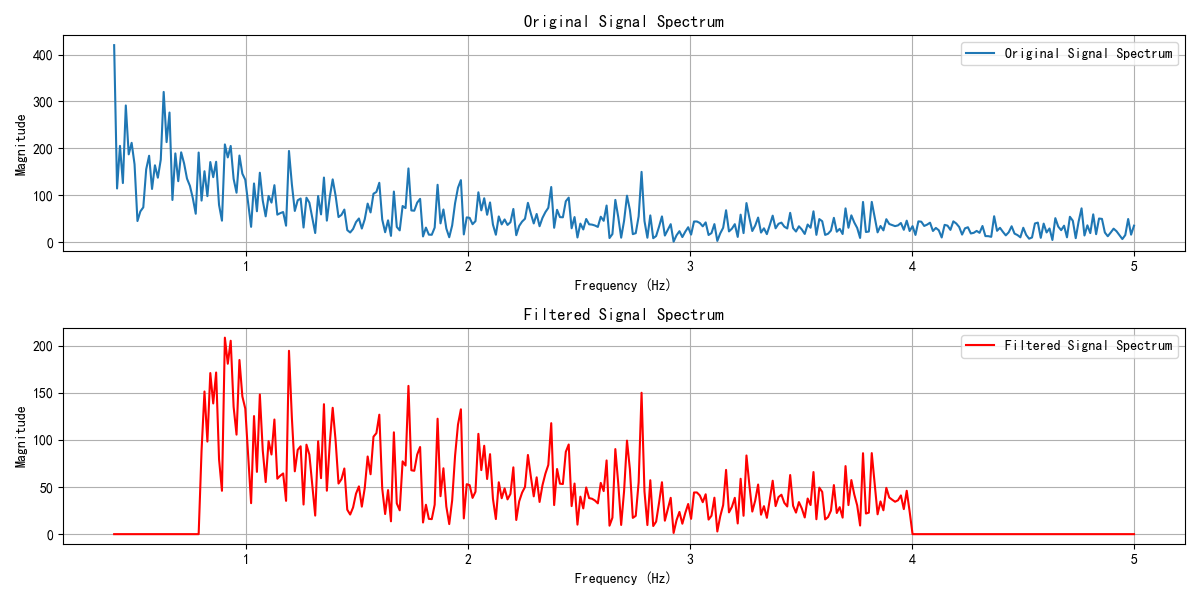 Original Signal Spectrum
Original Signal Spectrum
400
300
200
100
0
Magnitude
1 2 3 4 5
Frequency (Hz)
Filtered Signal Spectrum
Filtered Signal Spectrum
200
150
100
50
0
Magnitude
1 2 3 4 5
Frequency (Hz)